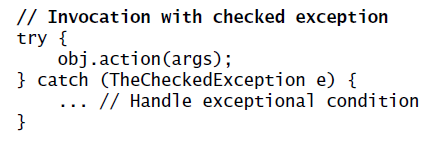 // Invocation with checked exception
try {
    obj.action(args);
} catch (TheCheckedException e) {
    ... // Handle exceptional condition
}